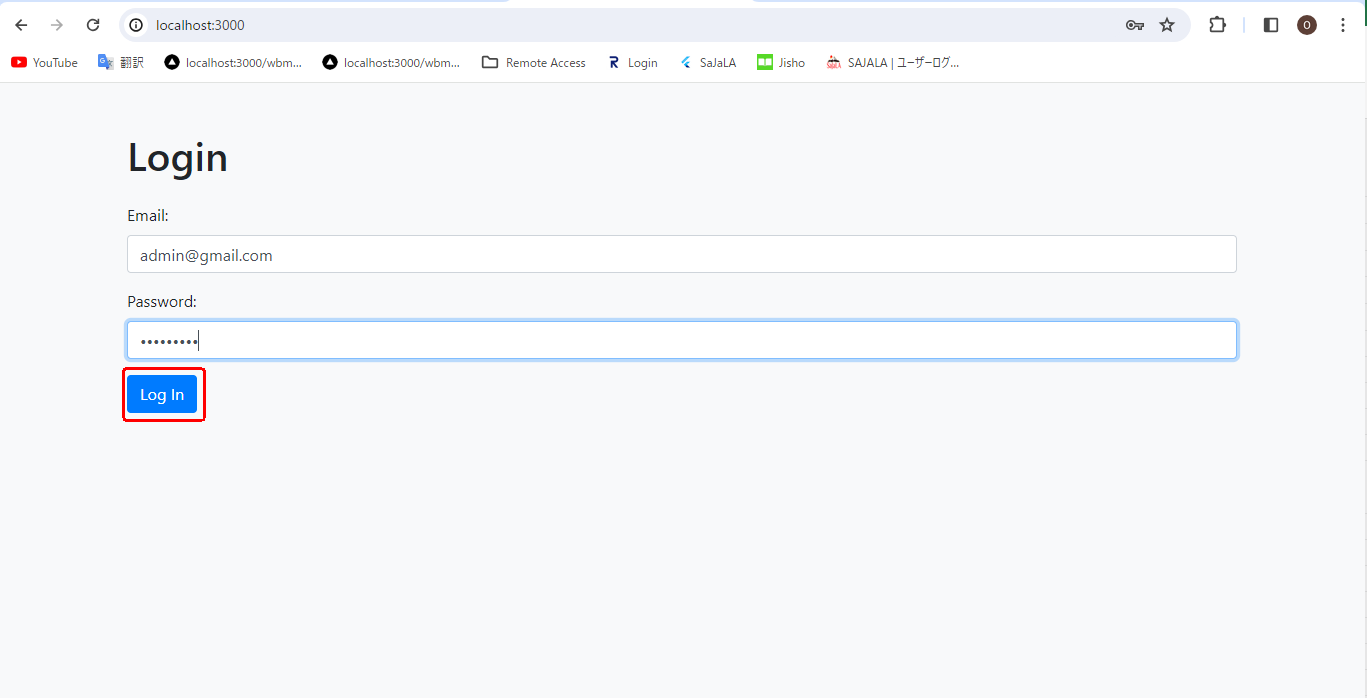 localhost:3000
O
YouTube 翻訳 localhost:3000/wbm... localhost:3000/wbm... Remote Access Login SaJaLA Jisho SAJALA | ユーザーログ...
Login
Email:
admin@gmail.com
Password:
•••••••••
Log In